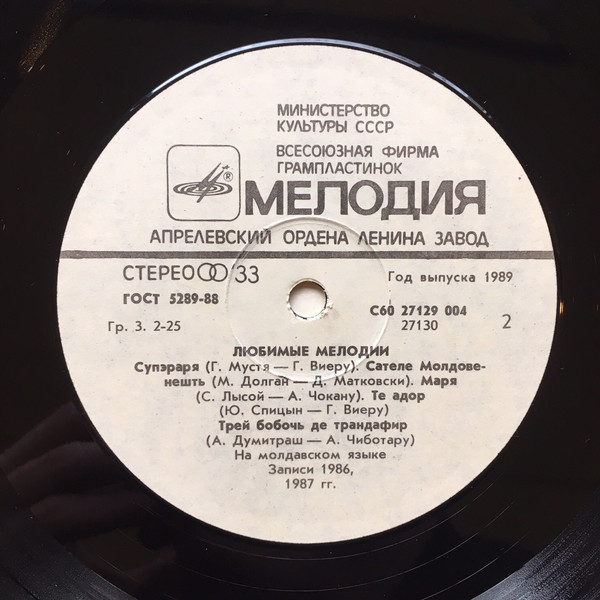 МИНИСТЕРСТВО
КУЛЬТУРЫ СССР
ВСЕСОЮЗНАЯ ФИРМА
ГРАМПЛАСТИНОК
®
МЕЛОДИЯ
АПРЕЛЕВСКИЙ ОРДЕНА ЛЕНИНА ЗАВОД
СТЕРЕО 33
Год выпуска 1989
ГОСТ 5289-88
С60 27129 004
Гр. 3. 2-25
27130
2
ЛЮБИМЫЕ МЕЛОДИИ
Супэраря (Г. Мустя — Г. Виеру). Сателе Молдове-
нешть (М. Долган — Д. Матковски). Маря
(С. Лысой — А. Чокану). Те адор
(Ю. Спицын — Г. Виеру)
Трей бобочь де трандафир
(А. Думитраш — А. Чиботару)
На молдавском языке
Записи 1986,
1987 гг.